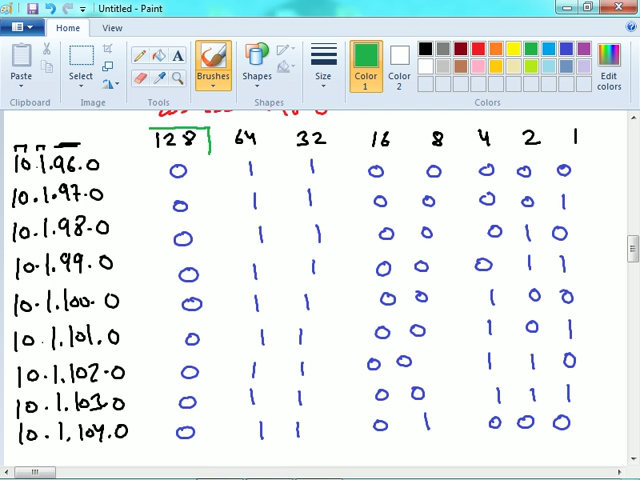 Untitled - Paint
Home View
Paste Select Brushes Shapes Size Color 1 Color 2 Edit colors
Clipboard Image Tools Shapes Colors
128 64 32 16 8 4 2 1
10.1.96.0 0 1 1 0 0 0 0 0
10.1.97.0 0 1 1 0 0 0 0 1
10.1.98.0 0 1 1 0 0 0 1 0
10.1.99.0 0 1 1 0 0 0 1 1
10.1.100.0 0 1 1 0 0 1 0 0
10.1.101.0 0 1 1 0 0 1 0 1
10.1.102.0 0 1 1 0 0 1 1 0
10.1.103.0 0 1 1 0 0 1 1 1
10.1.104.0 0 1 1 0 1 0 0 0